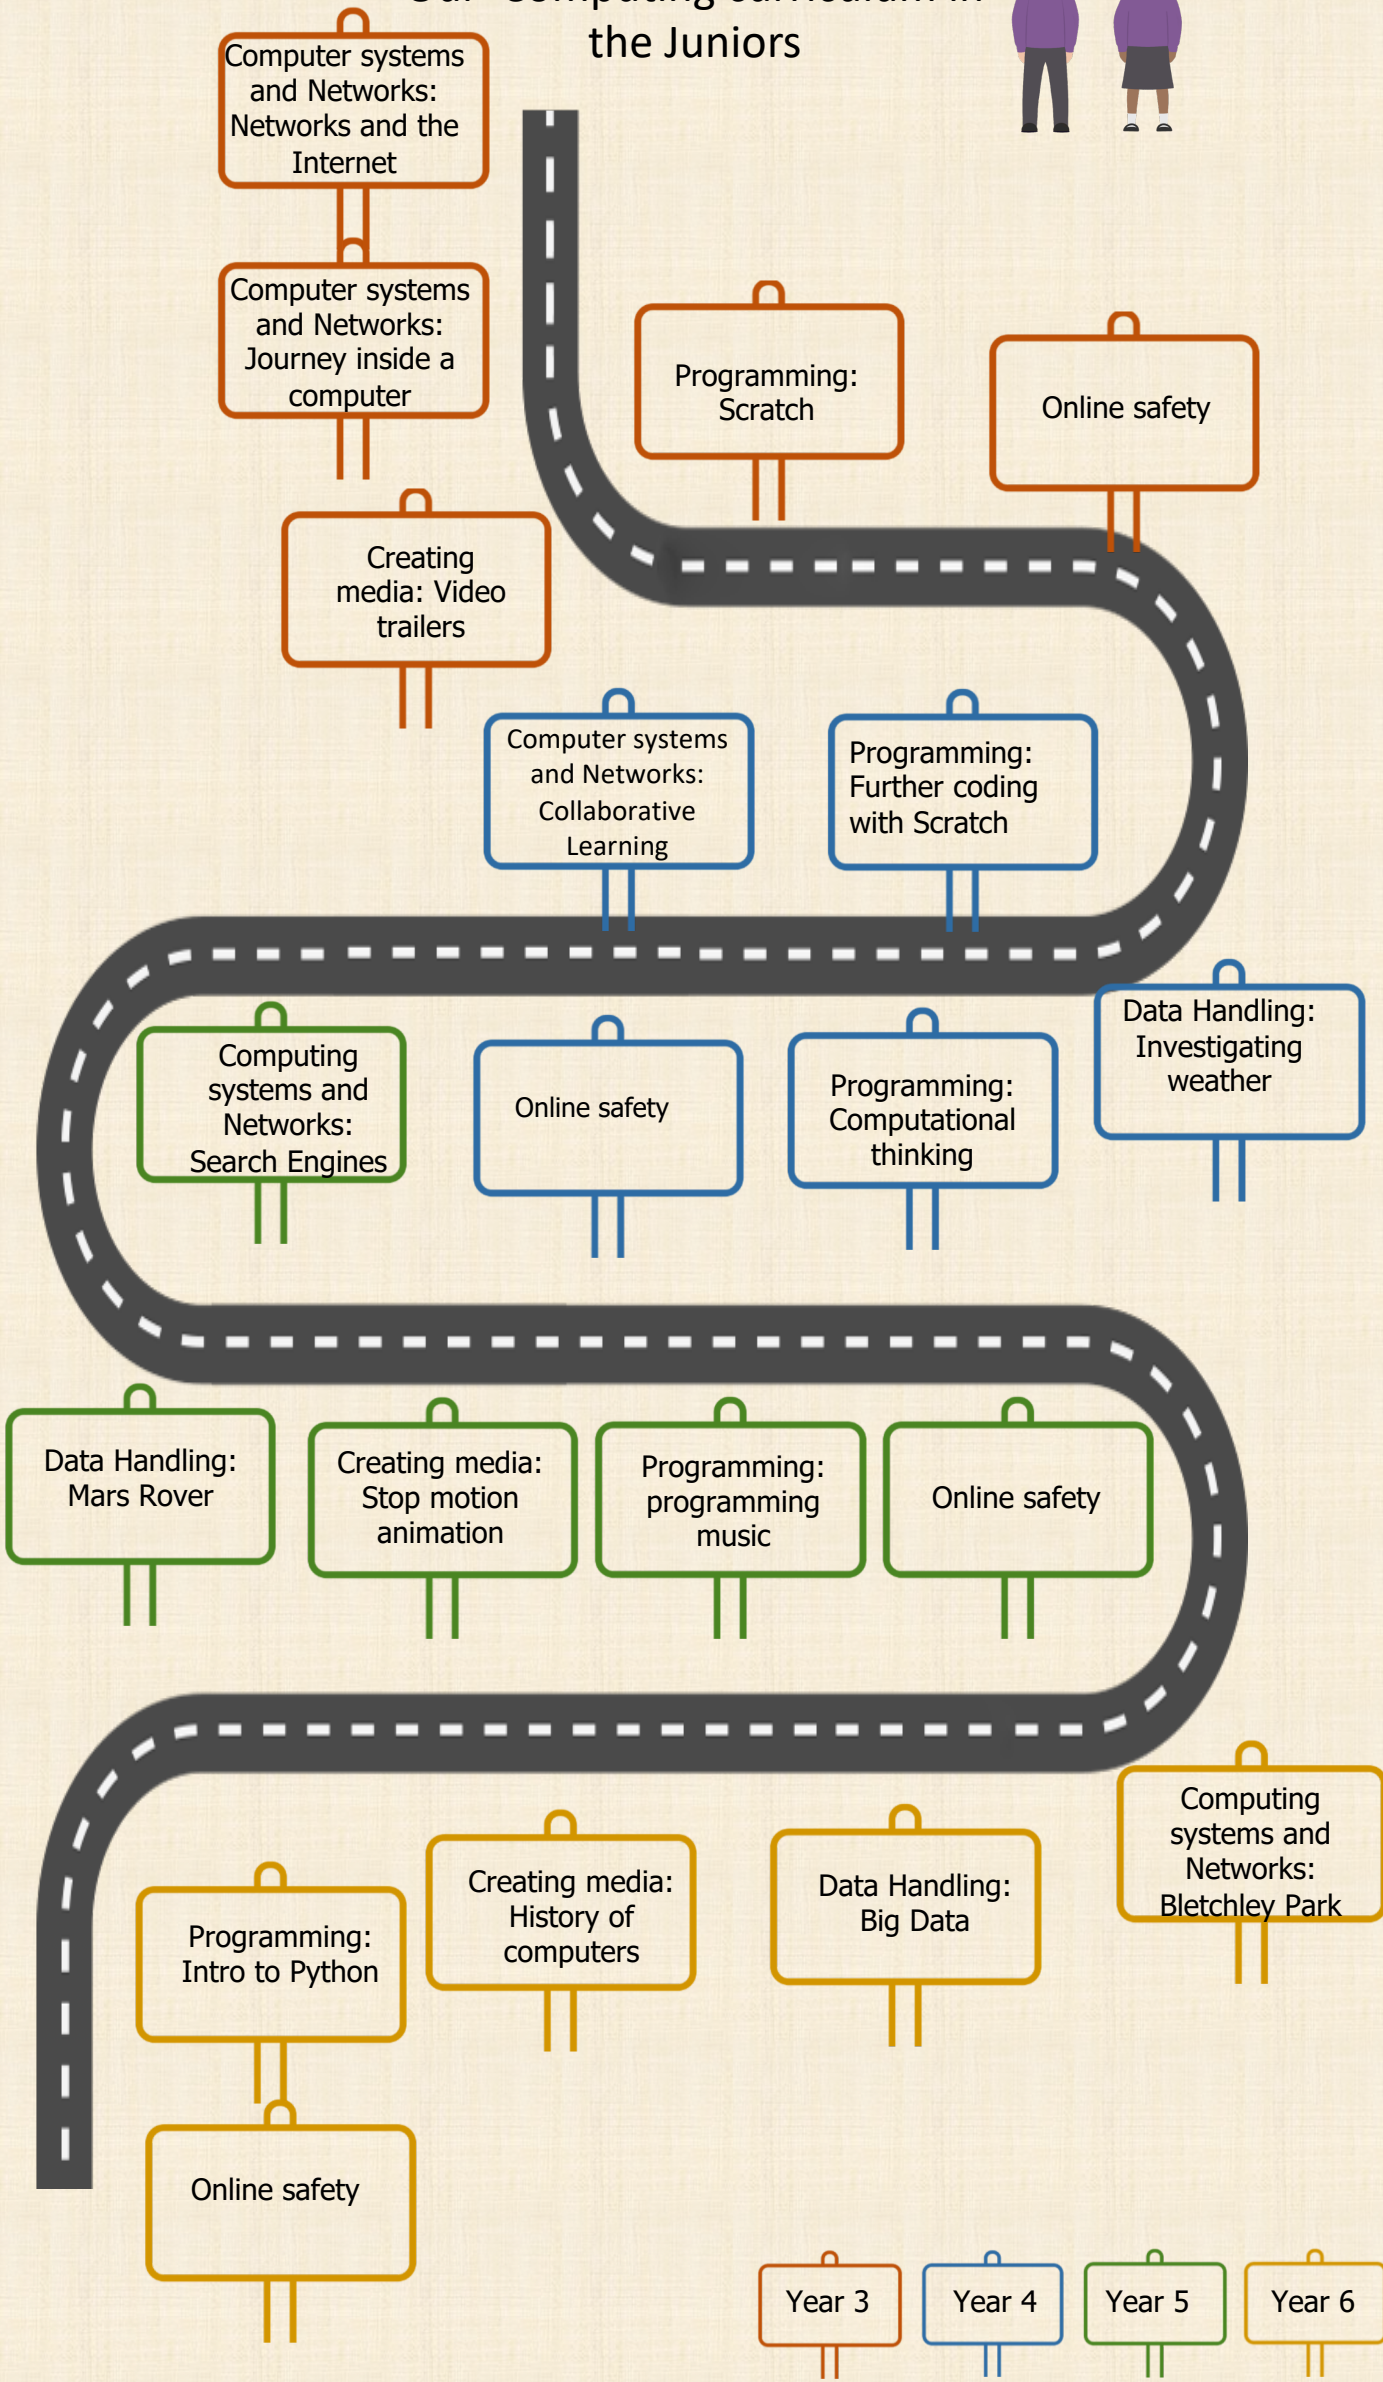 Our Computing curriculum in
the Juniors
Computer systems
and Networks:
Networks and the
Internet
Computer systems
and Networks:
Journey inside a
computer
Programming:
Scratch
Online safety
Creating
media: Video
trailers
Computer systems
and Networks:
Collaborative
Learning
Programming:
Further coding
with Scratch
Data Handling:
Investigating
weather
Computing
systems and
Networks:
Search Engines
Online safety
Programming:
Computational
thinking
Data Handling:
Mars Rover
Creating media:
Stop motion
animation
Programming:
programming
music
Online safety
Computing
systems and
Networks:
Bletchley Park
Programming:
Intro to Python
Creating media:
History of
computers
Data Handling:
Big Data
Online safety
Year 3
Year 4
Year 5
Year 6